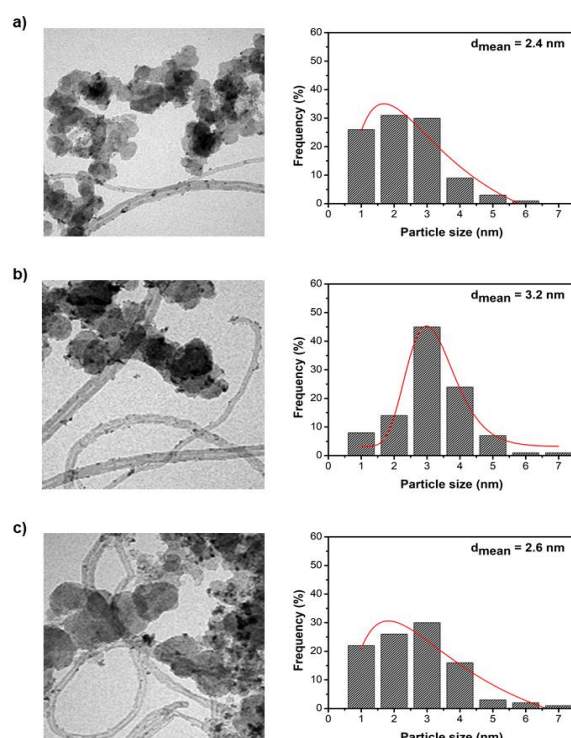 a)
d_mean = 2.4 nm
Frequency (%)
60
50
40
30
20
10
0
0 1 2 3 4 5 6 7
Particle size (nm)
b)
d_mean = 3.2 nm
Frequency (%)
60
50
40
30
20
10
0
0 1 2 3 4 5 6 7
Particle size (nm)
c)
d_mean = 2.6 nm
Frequency (%)
60
50
40
30
20
10
0
0 1 2 3 4 5 6 7
Particle size (nm)